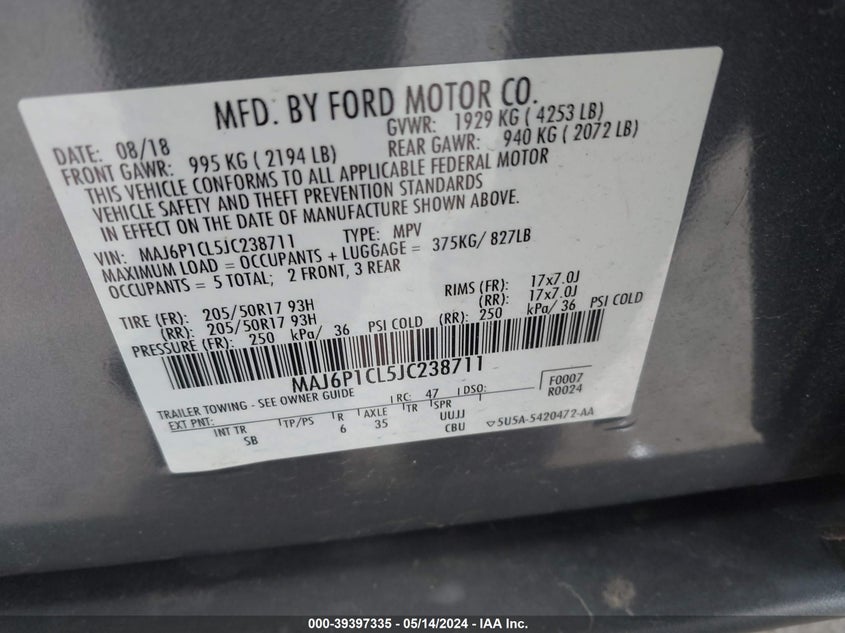 MFD. BY FORD MOTOR CO.
DATE: 08/18 GVWR: 1929 KG ( 4253 LB)
FRONT GAWR: 995 KG ( 2194 LB) REAR GAWR: 940 KG ( 2072 LB)
THIS VEHICLE CONFORMS TO ALL APPLICABLE FEDERAL MOTOR
VEHICLE SAFETY AND THEFT PREVENTION STANDARDS
IN EFFECT ON THE DATE OF MANUFACTURE SHOWN ABOVE.
VIN: MAJ6P1CL5JC238711 TYPE: MPV
MAXIMUM LOAD = OCCUPANTS + LUGGAGE = 375KG/ 827LB
OCCUPANTS = 5 TOTAL; 2 FRONT, 3 REAR
TIRE (FR): 205/50R17 93H RIMS (FR): 17x7.0J
(RR): 205/50R17 93H (RR): 17x7.0J
PRESSURE (FR): 250 kPa/ 36 PSI COLD (RR): 250 kPa/ 36 PSI COLD
MAJ6P1CL5JC238711
TRAILER TOWING - SEE OWNER GUIDE RC: 47 DSO: F0007
R0024
EXT PNT: INT TR TP/PS R AXLE TR SPR
SB 6 35 UUJJ
CBU
▽5U5A-5420472-AA
000-39397335 - 05/14/2024 - IAA Inc.